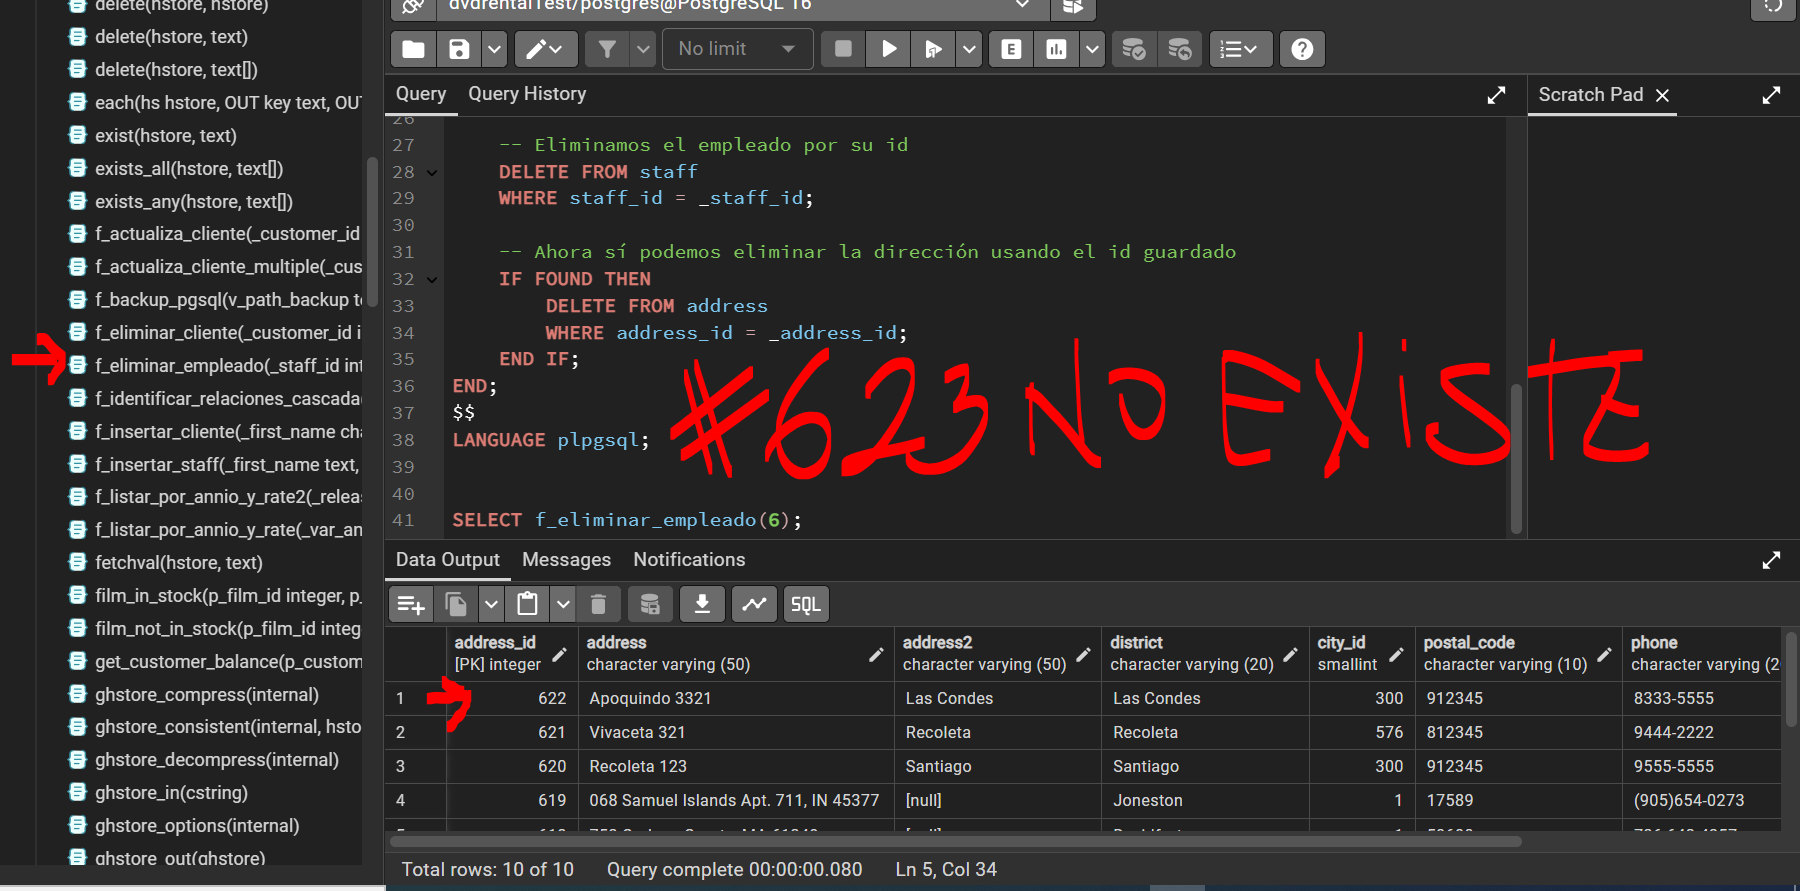 delete(hstore, hstore)
delete(hstore, text)
delete(hstore, text[])
each(hs hstore, OUT key text, OUT
exist(hstore, text)
exists_all(hstore, text[])
exists_any(hstore, text[])
f_actualiza_cliente(_customer_id
f_actualiza_cliente_multiple(_cus
f_backup_pgsql(v_path_backup te
f_eliminar_cliente(_customer_id i
f_eliminar_empleado(_staff_id int
f_identificar_relaciones_cascada
f_insertar_cliente(_first_name cha
f_insertar_staff(_first_name text,
f_listar_por_annio_y_rate2(_relea
f_listar_por_annio_y_rate(_var_an
fetchval(hstore, text)
film_in_stock(p_film_id integer, p_
film_not_in_stock(p_film_id integ
get_customer_balance(p_custom
ghstore_compress(internal)
ghstore_consistent(internal, hsto
ghstore_decompress(internal)
ghstore_in(cstring)
ghstore_options(internal)
ghstore_out(ghstore)
dvdrentalTest/postgres@PostgreSQL 16
No limit
E
Query Query History
Scratch Pad
26
27 -- Eliminamos el empleado por su id
28 DELETE FROM staff
29 WHERE staff_id = _staff_id;
30
31 -- Ahora sí podemos eliminar la dirección usando el id guardado
32 IF FOUND THEN
33 DELETE FROM address
34 WHERE address_id = _address_id;
35 END IF;
36 END;
37 $$
38 LANGUAGE plpgsql;
39
40
41 SELECT f_eliminar_empleado(6);
#623 NO EXiSTE
Data Output Messages Notifications
SQL
address_id address address2 district city_id postal_code phone
[PK] integer character varying (50) character varying (50) character varying (20) smallint character varying (10) character varying (2
1 622 Apoquindo 3321 Las Condes Las Condes 300 912345 8333-5555
2 621 Vivaceta 321 Recoleta Recoleta 576 812345 9444-2222
3 620 Recoleta 123 Santiago Santiago 300 912345 9555-5555
4 619 068 Samuel Islands Apt. 711, IN 45377 [null] Joneston 1 17589 (905)654-0273
Total rows: 10 of 10 Query complete 00:00:00.080 Ln 5, Col 34